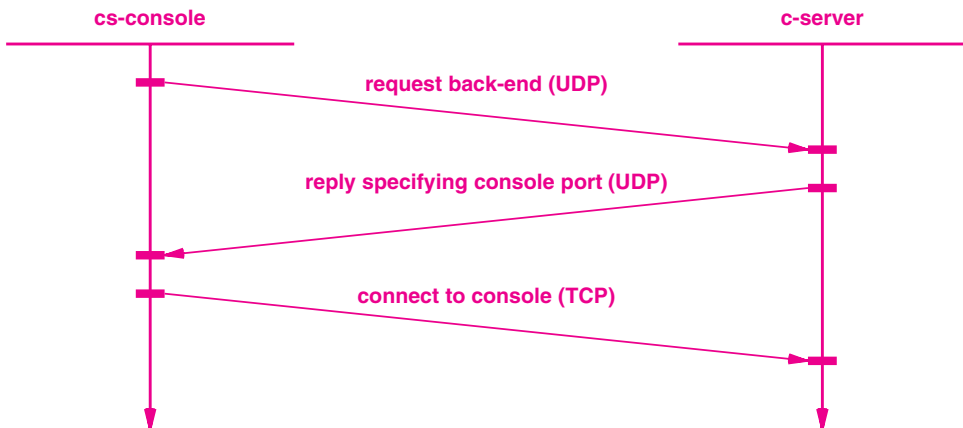 cs-console
c-server
request back-end (UDP)
reply specifying console port (UDP)
connect to console (TCP)